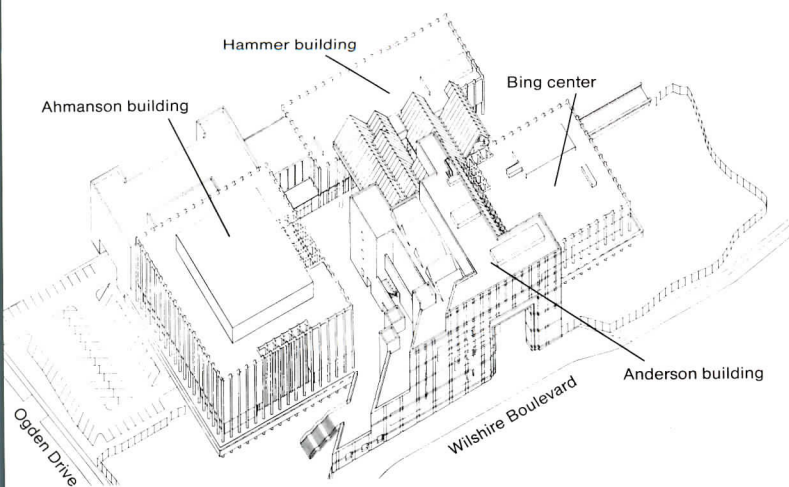 Hammer building
Bing center
Ahmanson building
Anderson building
Wilshire Boulevard
Ogden Drive